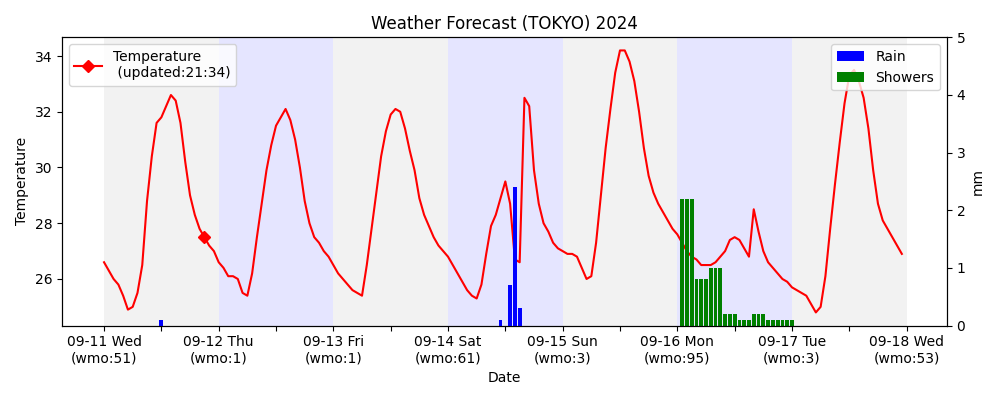 Weather Forecast (TOKYO) 2024
Temperature
(updated:21:34)
Rain
Showers
Temperature
34
32
30
28
26
5
4
3
2
1
0
mm
09-11 Wed
(wmo:51)
09-12 Thu
(wmo:1)
09-13 Fri
(wmo:1)
09-14 Sat
(wmo:61)
09-15 Sun
(wmo:3)
09-16 Mon
(wmo:95)
09-17 Tue
(wmo:3)
09-18 Wed
(wmo:53)
Date